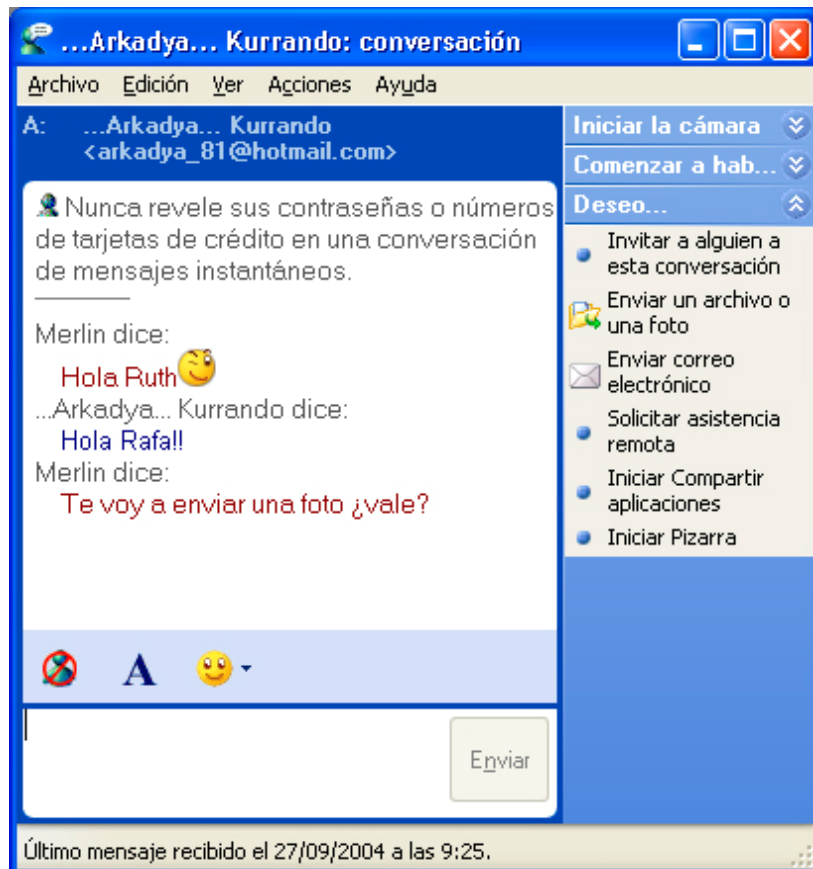 ...Arkadya... Kurrando: conversación
Archivo Edición Ver Acciones Ayuda
A: ...Arkadya... Kurrando
<arkadya_81@hotmail.com>
Nunca revele sus contraseñas o números
de tarjetas de crédito en una conversación
de mensajes instantáneos.
Merlin dice:
Hola Ruth
...Arkadya... Kurrando dice:
Hola Rafa!!
Merlin dice:
Te voy a enviar una foto ¿vale?
A
Enviar
Iniciar la cámara
Comenzar a hab...
Deseo...
Invitar a alguien a
esta conversación
Enviar un archivo o
una foto
Enviar correo
electrónico
Solicitar asistencia
remota
Iniciar Compartir
aplicaciones
Iniciar Pizarra
Último mensaje recibido el 27/09/2004 a las 9:25.